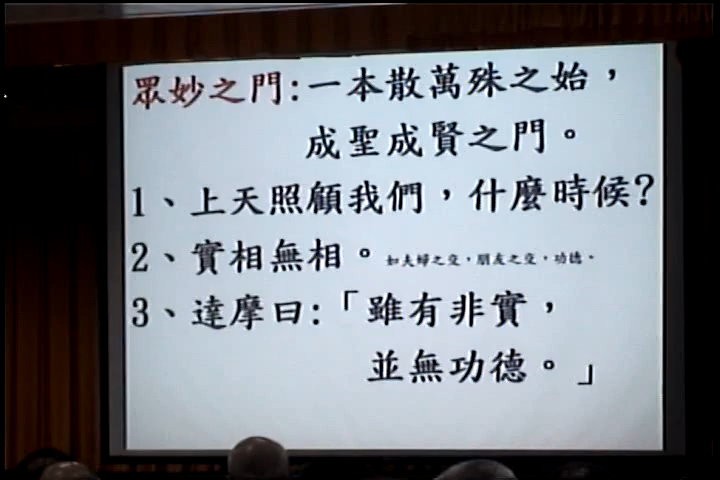 眾妙之門:一本散萬殊之始，
成聖成賢之門。
1、上天照顧我們，什麼時候?
2、實相無相。如夫婦之交，朋友之交，功德。
3、達摩曰:「雖有非實，
並無功德。」